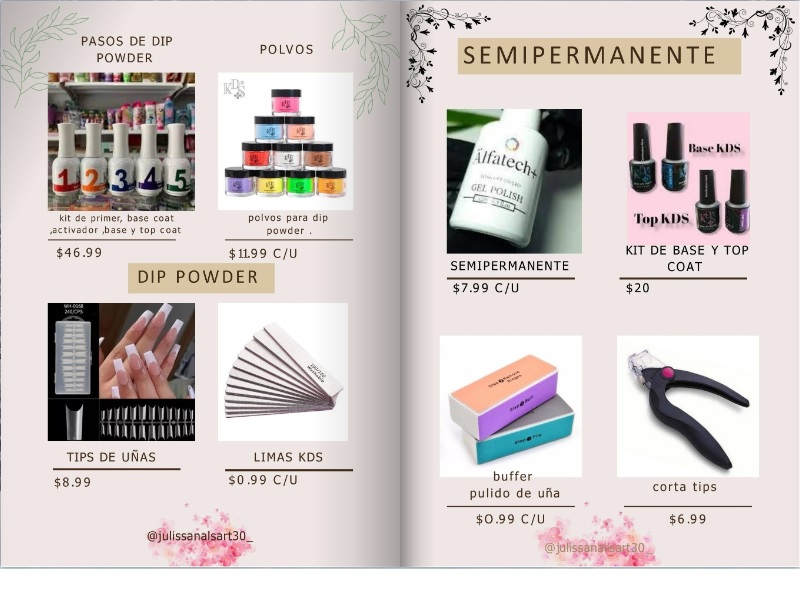 PASOS DE DIP
POWDER
POLVOS
KDS
1 2 3 4 5
kit de primer, base coat
,activador ,base y top coat
$46.99
polvos para dip
powder .
$11.99 C/U
DIP POWDER
240/CPS
TIPS DE UÑAS
$8.99
LIMAS KDS
$0.99 C/U
@julissanalsart30_
SEMIPERMANENTE
Alfatech+
GEL POLISH
SEMIPERMANENTE
$7.99 C/U
Base KDS
Top KDS
KIT DE BASE Y TOP
COAT
$20
buffer
pulido de uña
$O.99 C/U
corta tips
$6.99
@julissanalsart30_